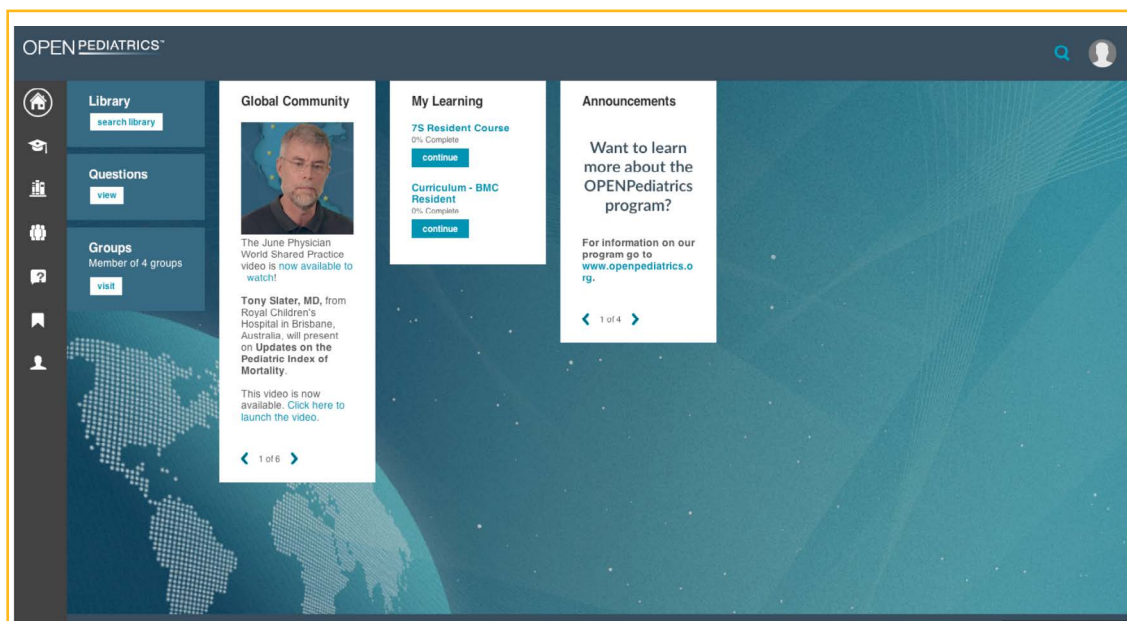 OPENPEDIATRICS™
Library
search library
Questions
view
Groups
Member of 4 groups
visit
Global Community
The June Physician
World Shared Practice
video is now available to
watch!
Tony Slater, MD, from
Royal Children's
Hospital in Brisbane,
Australia, will present
on Updates on the
Pediatric Index of
Mortality.
This video is now
available. Click here to
launch the video.
1 of 6
My Learning
7S Resident Course
0% Complete
continue
Curriculum - BMC
Resident
0% Complete
continue
Announcements
Want to learn
more about the
OPENPediatrics
program?
For information on our
program go to
www.openpediatrics.o
rg.
1 of 4